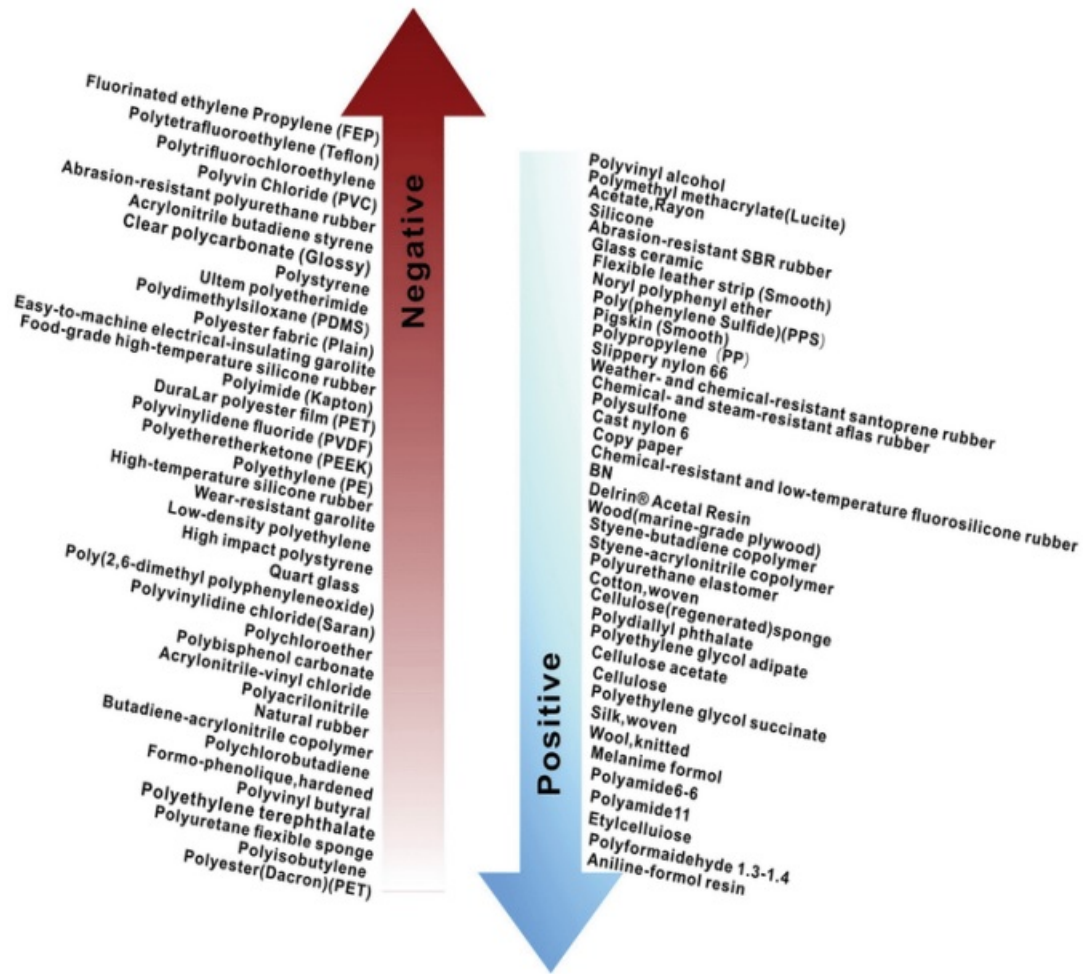 Fluorinated ethylene Propylene (FEP)
Polytetrafluoroethylene (Teflon)
Polytrifluorochloroethylene
Polyvin Chloride (PVC)
Abrasion-resistant polyurethane rubber
Acrylonitrile butadiene styrene
Clear polycarbonate (Glossy)
Polystyrene
Ultem polyetherimide
Polydimethylsiloxane (PDMS)
Polyester fabric (Plain)
Easy-to-machine electrical-insulating garolite
Food-grade high-temperature silicone rubber
Polyimide (Kapton)
DuraLar polyester film (PET)
Polyvinylidene fluoride (PVDF)
Polyetheretherketone (PEEK)
Polyethylene (PE)
High-temperature silicone rubber
Wear-resistant garolite
Low-density polyethylene
High impact polystyrene
Quart glass
Poly(2,6-dimethyl polyphenyleneoxide)
Polyvinylidine chloride(Saran)
Polychloroether
Polybisphenol carbonate
Acrylonitrile-vinyl chloride
Polyacrilonitrile
Natural rubber
Butadiene-acrylonitrile copolymer
Polychlorobutadiene
Formo-phenolique,hardened
Polyvinyl butyral
Polyethylene terephthalate
Polyuretane fiexible sponge
Polyisobutylene
Polyester(Dacron)(PET)
Negative
Positive
Polyvinyl alcohol
Polymethyl methacrylate(Lucite)
Acetate,Rayon
Silicone
Abrasion-resistant SBR rubber
Glass ceramic
Flexible leather strip (Smooth)
Noryl polyphenyl ether
Poly(phenylene Sulfide)(PPS)
Pigskin (Smooth)
Polypropylene (PP)
Slippery nylon 66
Weather- and chemical-resistant santoprene rubber
Chemical- and steam-resistant aflas rubber
Polysulfone
Cast nylon 6
Copy paper
Chemical-resistant and low-temperature fluorosilicone rubber
BN
Delrin® Acetal Resin
Wood(marine-grade plywood)
Styene-butadiene copolymer
Styene-acrylonitrile copolymer
Polyurethane elastomer
Cotton,woven
Cellulose(regenerated)sponge
Polydiallyl phthalate
Polyethylene glycol adipate
Cellulose acetate
Cellulose
Polyethylene glycol succinate
Silk,woven
Wool,knitted
Melanime formol
Polyamide6-6
Polyamide11
Etylcelluiose
Polyformaidehyde 1.3-1.4
Aniline-formol resin